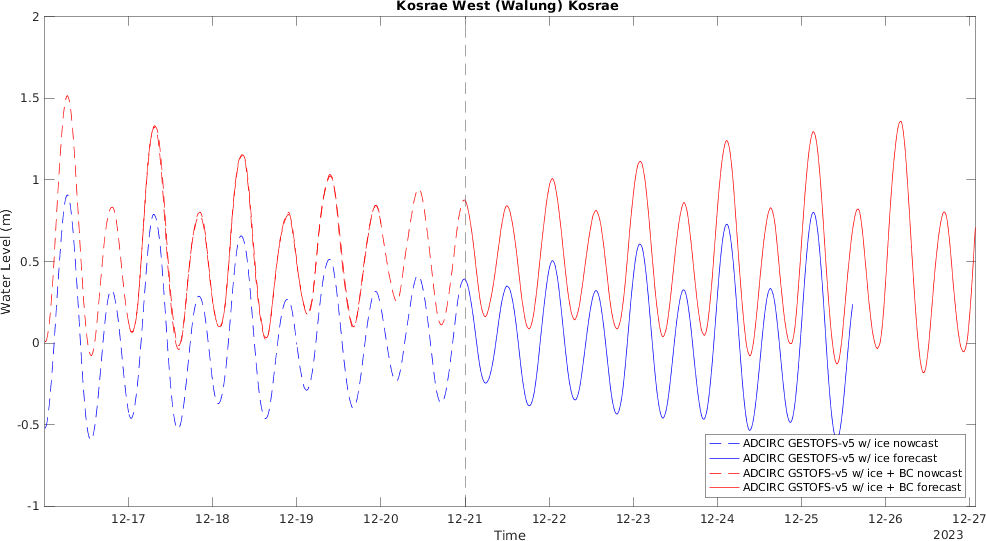 Kosrae West (Walung) Kosrae
Water Level (m)
2
1.5
1
0.5
0
-0.5
-1
12-17
12-18
12-19
12-20
12-21
12-22
12-23
12-24
12-25
12-26
12-27
Time
2023
ADCIRC GESTOFS-v5 w/ ice nowcast
ADCIRC GESTOFS-v5 w/ ice forecast
ADCIRC GSTOFS-v5 w/ ice + BC nowcast
ADCIRC GSTOFS-v5 w/ ice + BC forecast